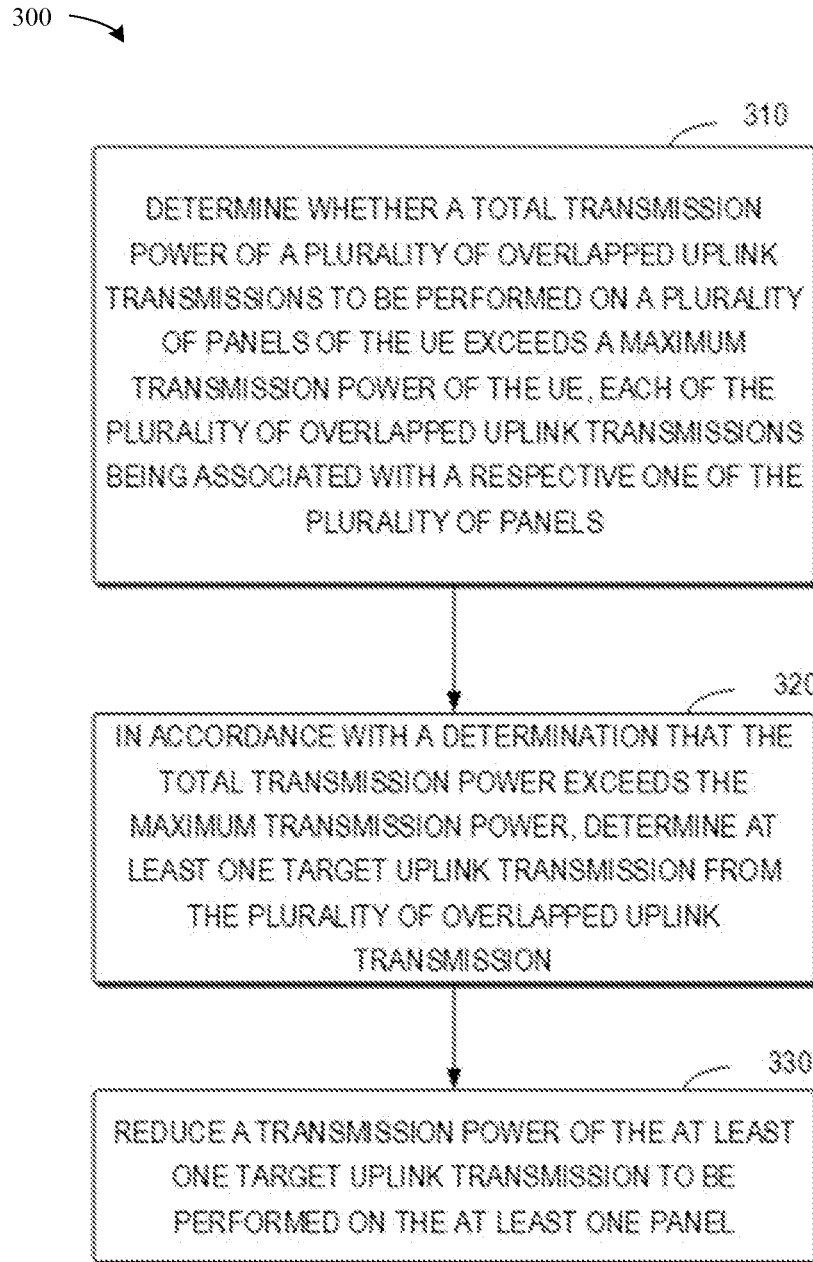 300
310
DETERMINE WHETHER A TOTAL TRANSMISSION
POWER OF A PLURALITY OF OVERLAPPED UPLINK
TRANSMISSIONS TO BE PERFORMED ON A PLURALITY
OF PANELS OF THE UE EXCEEDS A MAXIMUM
TRANSMISSION POWER OF THE UE, EACH OF THE
PLURALITY OF OVERLAPPED UPLINK TRANSMISSIONS
BEING ASSOCIATED WITH A RESPECTIVE ONE OF THE
PLURALITY OF PANELS
320
IN ACCORDANCE WITH A DETERMINATION THAT THE
TOTAL TRANSMISSION POWER EXCEEDS THE
MAXIMUM TRANSMISSION POWER, DETERMINE AT
LEAST ONE TARGET UPLINK TRANSMISSION FROM
THE PLURALITY OF OVERLAPPED UPLINK
TRANSMISSION
330
REDUCE A TRANSMISSION POWER OF THE AT LEAST
ONE TARGET UPLINK TRANSMISSION TO BE
PERFORMED ON THE AT LEAST ONE PANEL